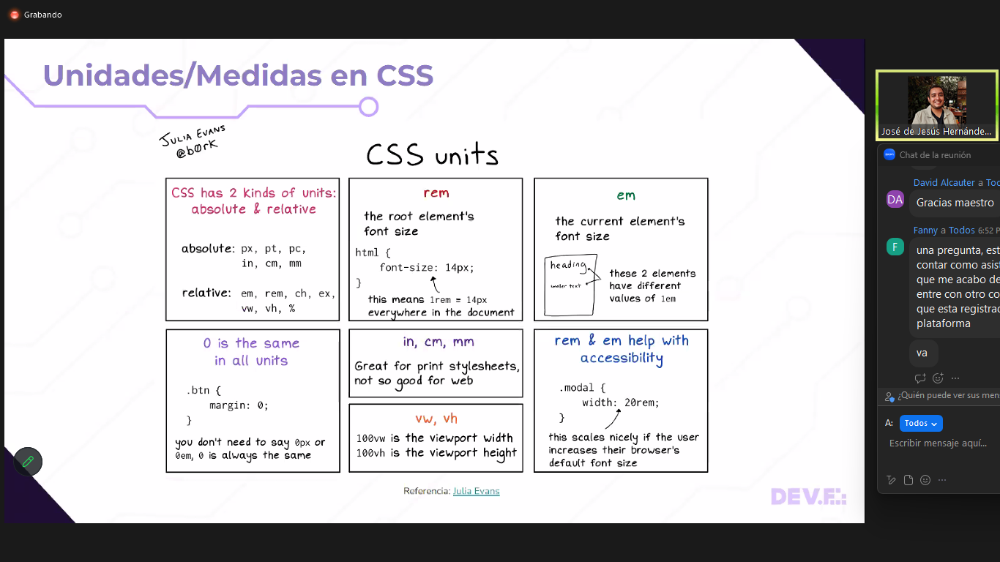 Grabando
Unidades/Medidas en CSS
JULIA EVANS
@b0rk
CSS units
CSS has 2 kinds of units:
absolute & relative
absolute: px, pt, pc,
in, cm, mm
relative: em, rem, ch, ex,
vw, vh, %
rem
the root element's
font size
html {
font-size: 14px;
}
this means 1rem = 14px
everywhere in the document
em
the current element's
font size
heading
smaller text
these 2 elements
have different
values of 1em
0 is the same
in all units
.btn {
margin: 0;
}
you don't need to say 0px or
0em, 0 is always the same
in, cm, mm
Great for print stylesheets,
not so good for web
vw, vh
100vw is the viewport width
100vh is the viewport height
rem & em help with
accessibility
.modal {
width: 20rem;
}
this scales nicely if the user
increases their browser's
default font size
Referencia: Julia Evans
DEV.F
José de Jesús Hernánde...
Chat de la reunión
David Alcauter a Toc
DA
Gracias maestro
Fanny a Todos 6:52 P
F
una pregunta, est
contar como asist
que me acabo de
entre con otro co
que esta registrac
plataforma
va
¿Quién puede ver sus men
A: Todos
Escribir mensaje aquí...